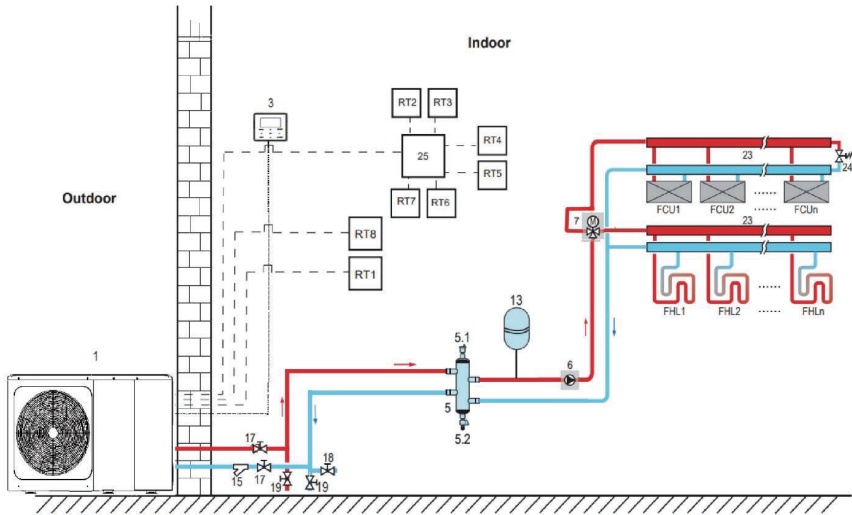 Indoor
3
RT2 RT3
25
RT4
RT5
RT7 RT6
Outdoor
RT8
RT1
23
24
FCU1 FCU2 ...... FCUn
7 M
23
FHL1 FHL2 ...... FHLn
13
5.1
1
6
5
5.2
17
18
15 17 19 19